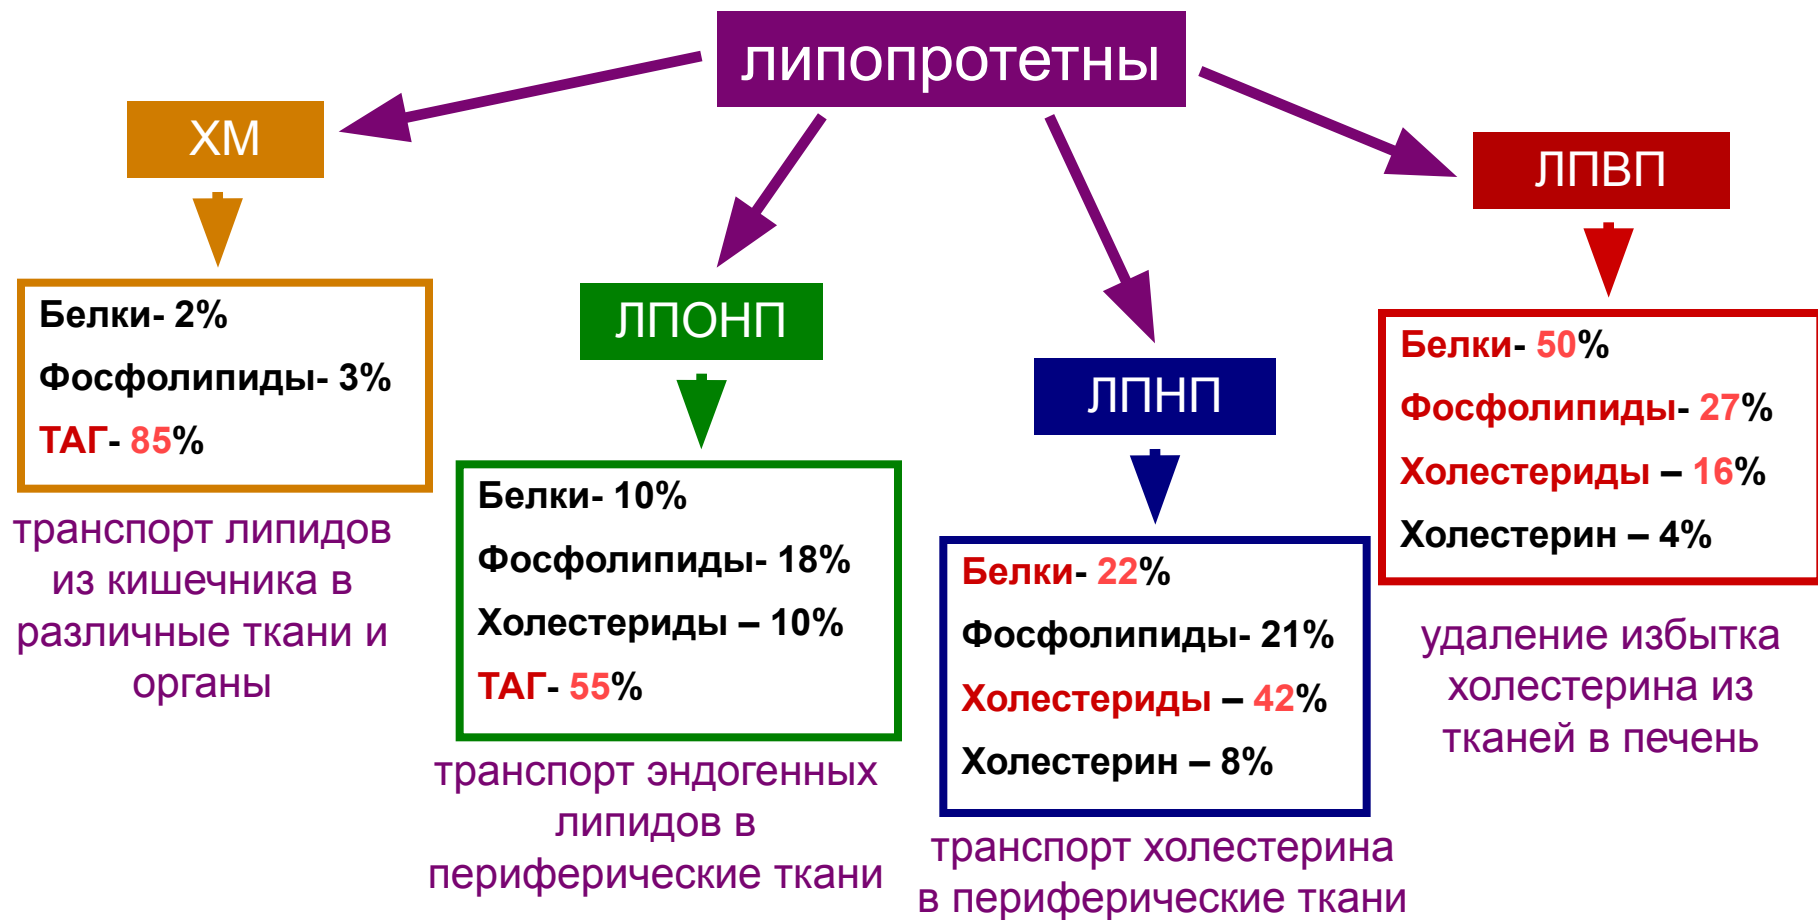 липопротетны
ХМ
Белки- 2%
Фосфолипиды- 3%
ТАГ- 85%
транспорт липидов
из кишечника в
различные ткани и
органы
ЛПОНП
Белки- 10%
Фосфолипиды- 18%
Холестериды – 10%
ТАГ- 55%
транспорт эндогенных
липидов в
периферические ткани
ЛПНП
Белки- 22%
Фосфолипиды- 21%
Холестериды – 42%
Холестерин – 8%
транспорт холестерина
в периферические ткани
ЛПВП
Белки- 50%
Фосфолипиды- 27%
Холестериды – 16%
Холестерин – 4%
удаление избытка
холестерина из
тканей в печень